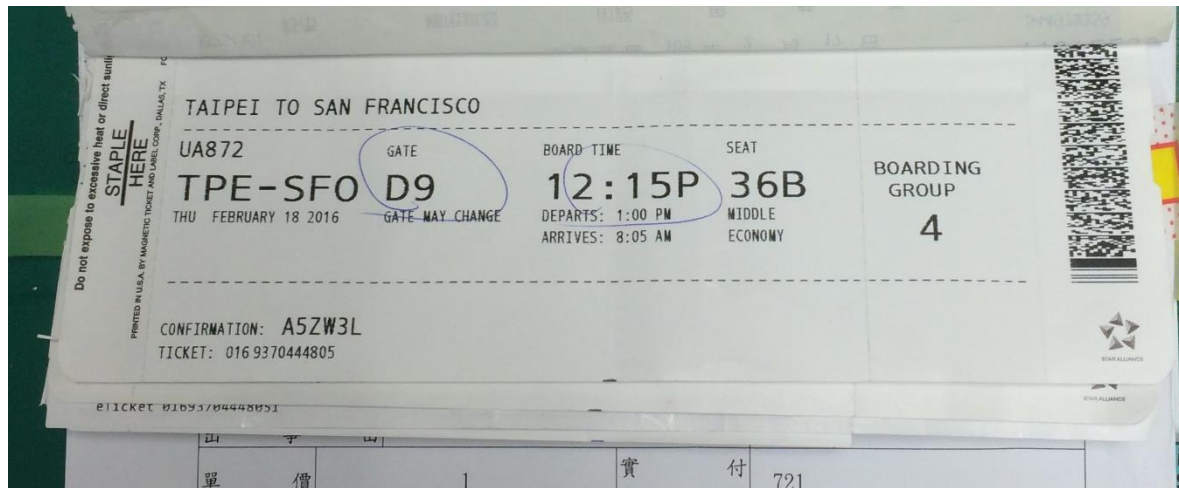 TAIPEI TO SAN FRANCISCO
UA872 GATE BOARD TIME SEAT
TPE-SFO D9 12:15P 36B
THU FEBRUARY 18 2016 GATE MAY CHANGE DEPARTS: 1:00 PM MIDDLE
ARRIVES: 8:05 AM ECONOMY
BOARDING
GROUP
4
CONFIRMATION: A5ZW3L
TICKET: 016 9370444805
Do not expose to excessive heat or direct sunli
STAPLE
HERE
PRINTED IN U.S.A. BY MAGNETIC TICKET AND LABEL CORP., DALLAS, TX
STAR ALLIANCE
STAR ALLIANCE
eTicket 01693704448051
單 價 1 實 付 721